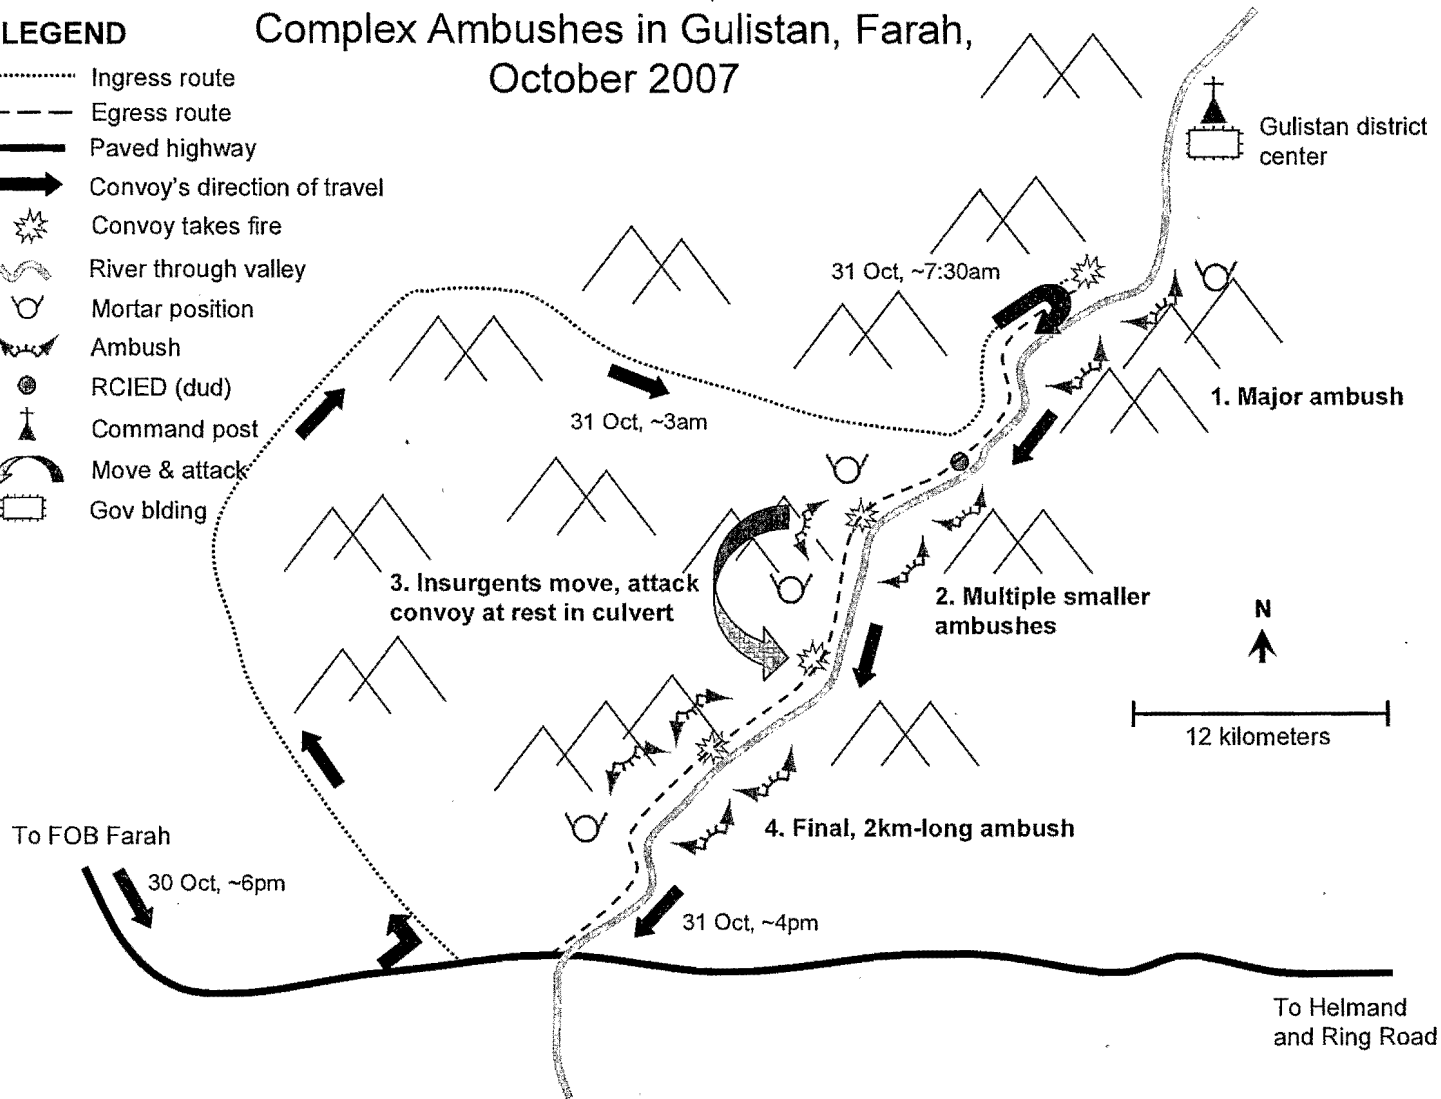 LEGEND
Complex Ambushes in Gulistan, Farah,
October 2007
Ingress route
Egress route
Paved highway
Convoy's direction of travel
Convoy takes fire
River through valley
Mortar position
Ambush
RCIED (dud)
Command post
Move & attack
Gov blding
Gulistan district
center
31 Oct, ~7:30am
1. Major ambush
31 Oct, ~3am
3. Insurgents move, attack
convoy at rest in culvert
2. Multiple smaller
ambushes
N
12 kilometers
4. Final, 2km-long ambush
To FOB Farah
30 Oct, ~6pm
31 Oct, ~4pm
To Helmand
and Ring Road